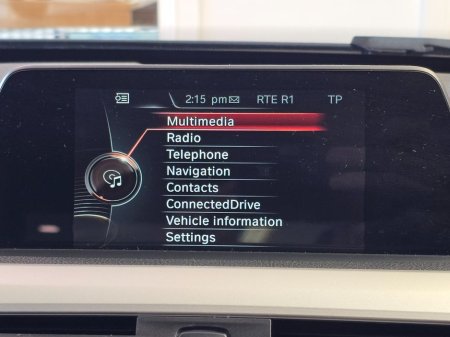 2:15 pm RTE R1 TP
Multimedia
Radio
Telephone
Navigation
Contacts
ConnectedDrive
Vehicle information
Settings